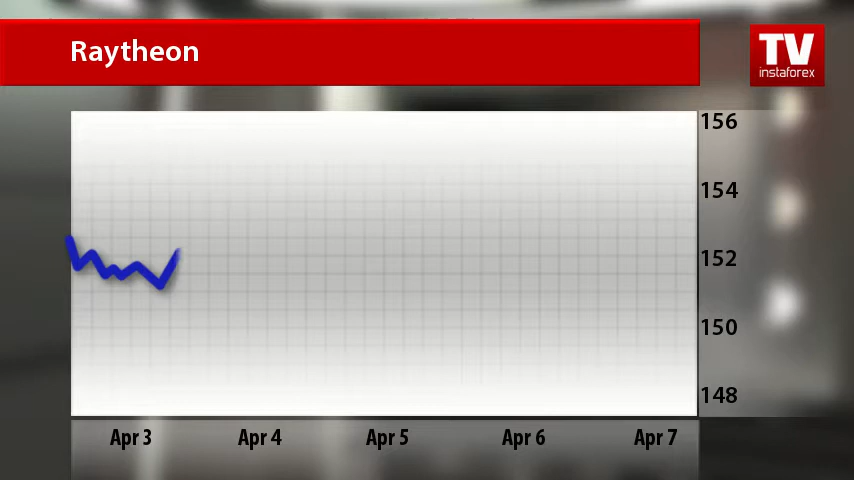 Raytheon
TV
instaforex
156
154
152
150
148
Apr 3
Apr 4
Apr 5
Apr 6
Apr 7